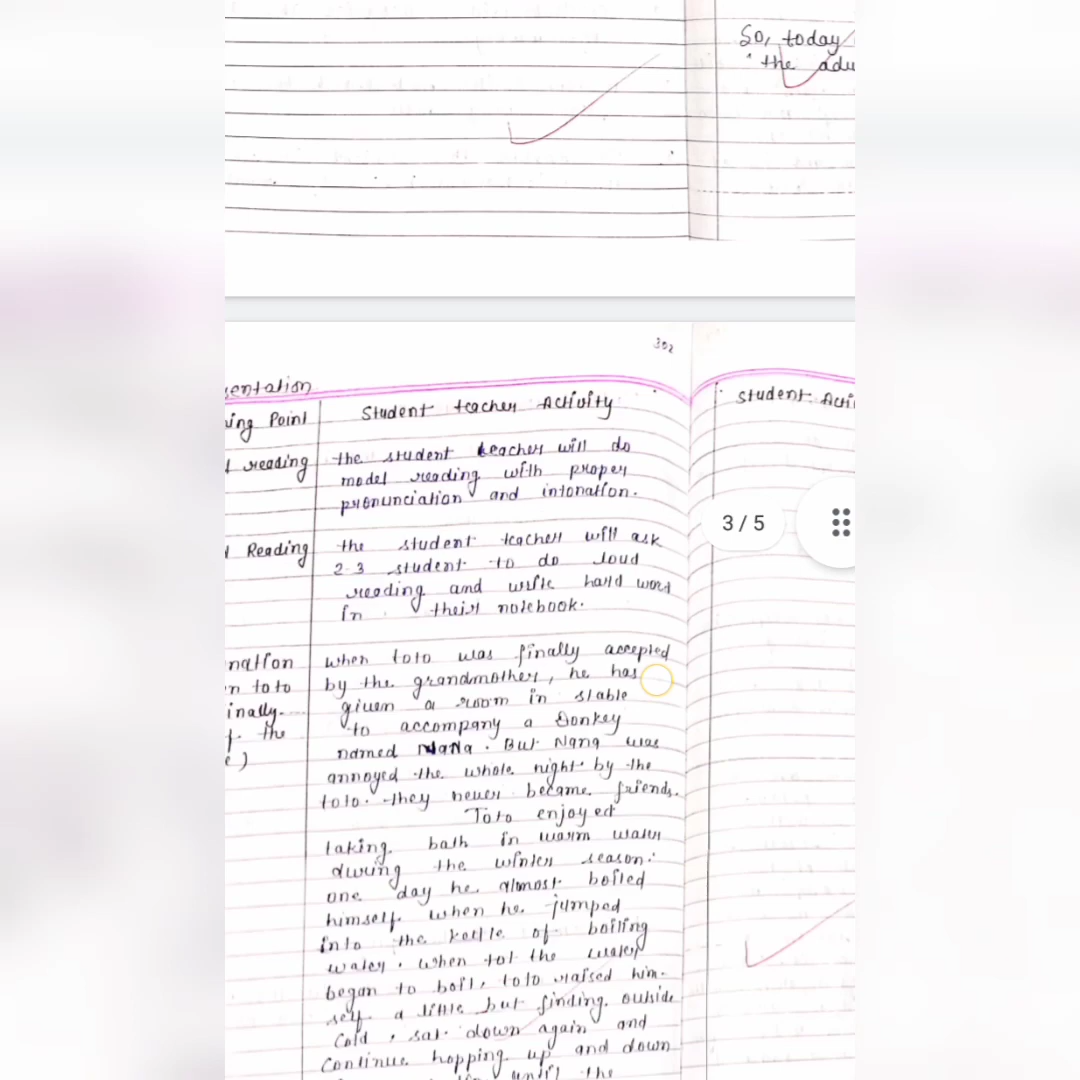 So, today
the adu
302
sentation
ing Point
Student teacher Activity
Student Acti
reading
the student teacher will do
model reading with proper
pronunciation and intonation.
3 / 5
Reading
the student teacher will ask
2-3 student to do loud
reading and write hard word
in their notebook.
nation
n toto
inally.
f the
e)
when toto was finally accepted
by the grandmother, he has
given a room in stable
to accompany a Donkey
named Nana. But Nana was
annoyed the whole night by the
toto. they never became friends.
Toto enjoyed
taking bath in warm water
during the winter season.
one day he almost boiled
himself when he jumped
into the kettle of boiling
water. when tot the water
began to boil, toto raised him-
self a little but finding outside
cold, sat down again and
Continue hopping up and down
until the